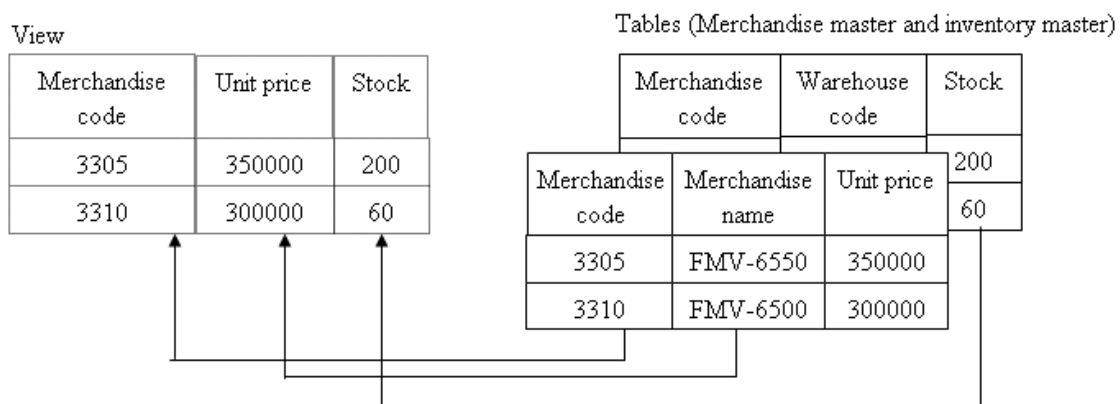 View
Merchandise code Unit price Stock
3305 350000 200
3310 300000 60
Tables (Merchandise master and inventory master)
Merchandise code Warehouse code Stock
200
60
Merchandise code Merchandise name Unit price
3305 FMV-6550 350000
3310 FMV-6500 300000